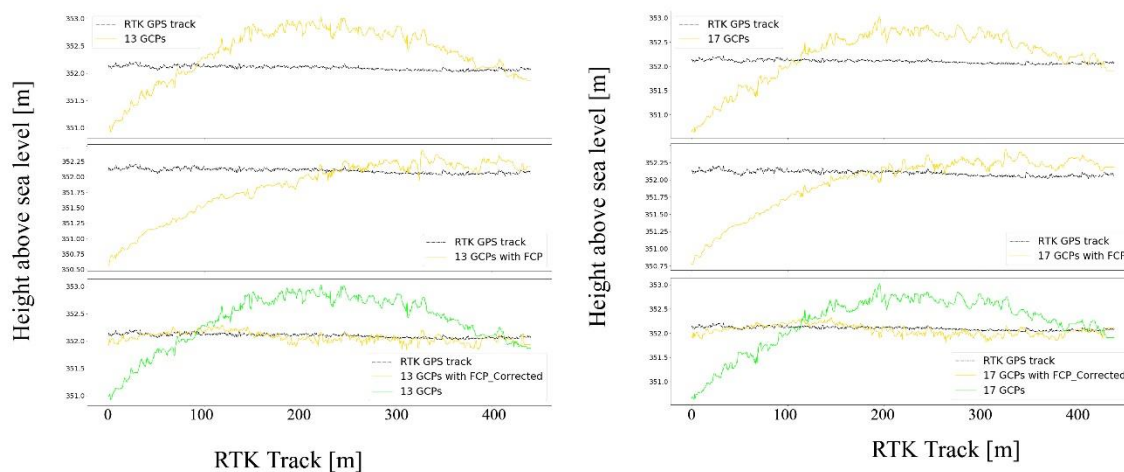 Height above sea level [m]
353.0
352.5
352.0
351.5
351.0
RTK GPS track
13 GCPs
352.25
352.00
351.75
351.50
351.25
351.00
350.75
350.50
RTK GPS track
13 GCPs with FCP
353.0
352.5
352.0
351.5
351.0
RTK GPS track
13 GCPs with FCP_Corrected
13 GCPs
0 100 200 300 400
RTK Track [m]
Height above sea level [m]
353.0
352.5
352.0
351.5
351.0
RTK GPS track
17 GCPs
352.25
352.00
351.75
351.50
351.25
351.00
350.75
RTK GPS track
17 GCPs with FCP
353.0
352.5
352.0
351.5
351.0
RTK GPS track
17 GCPs with FCP_Corrected
17 GCPs
0 100 200 300 400
RTK Track [m]